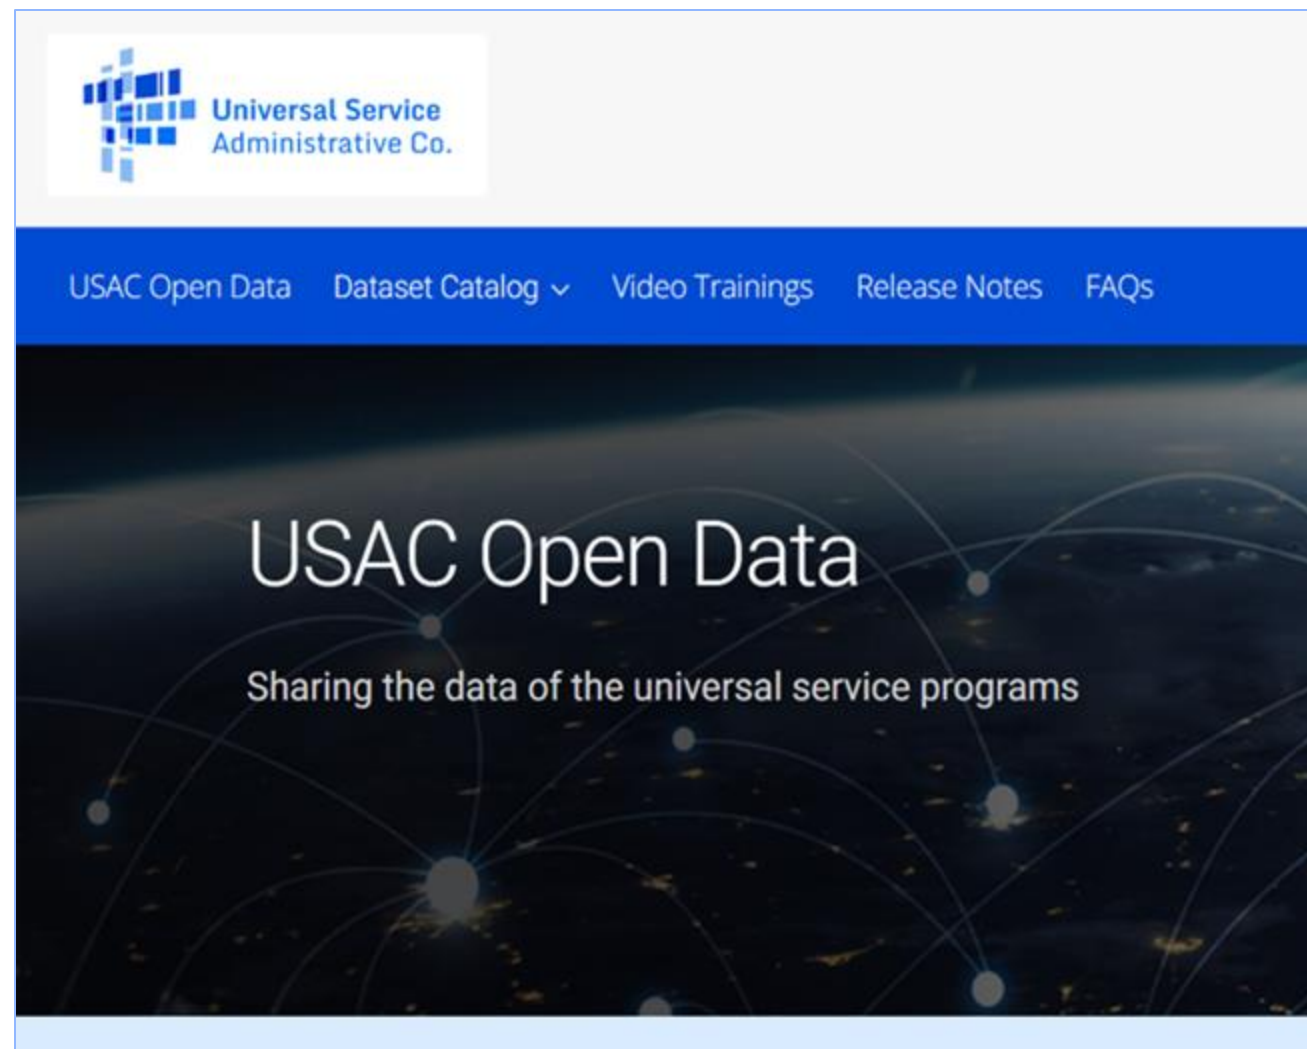 Universal Service
Administrative Co.
USAC Open Data Dataset Catalog Video Trainings Release Notes FAQs
USAC Open Data
Sharing the data of the universal service programs